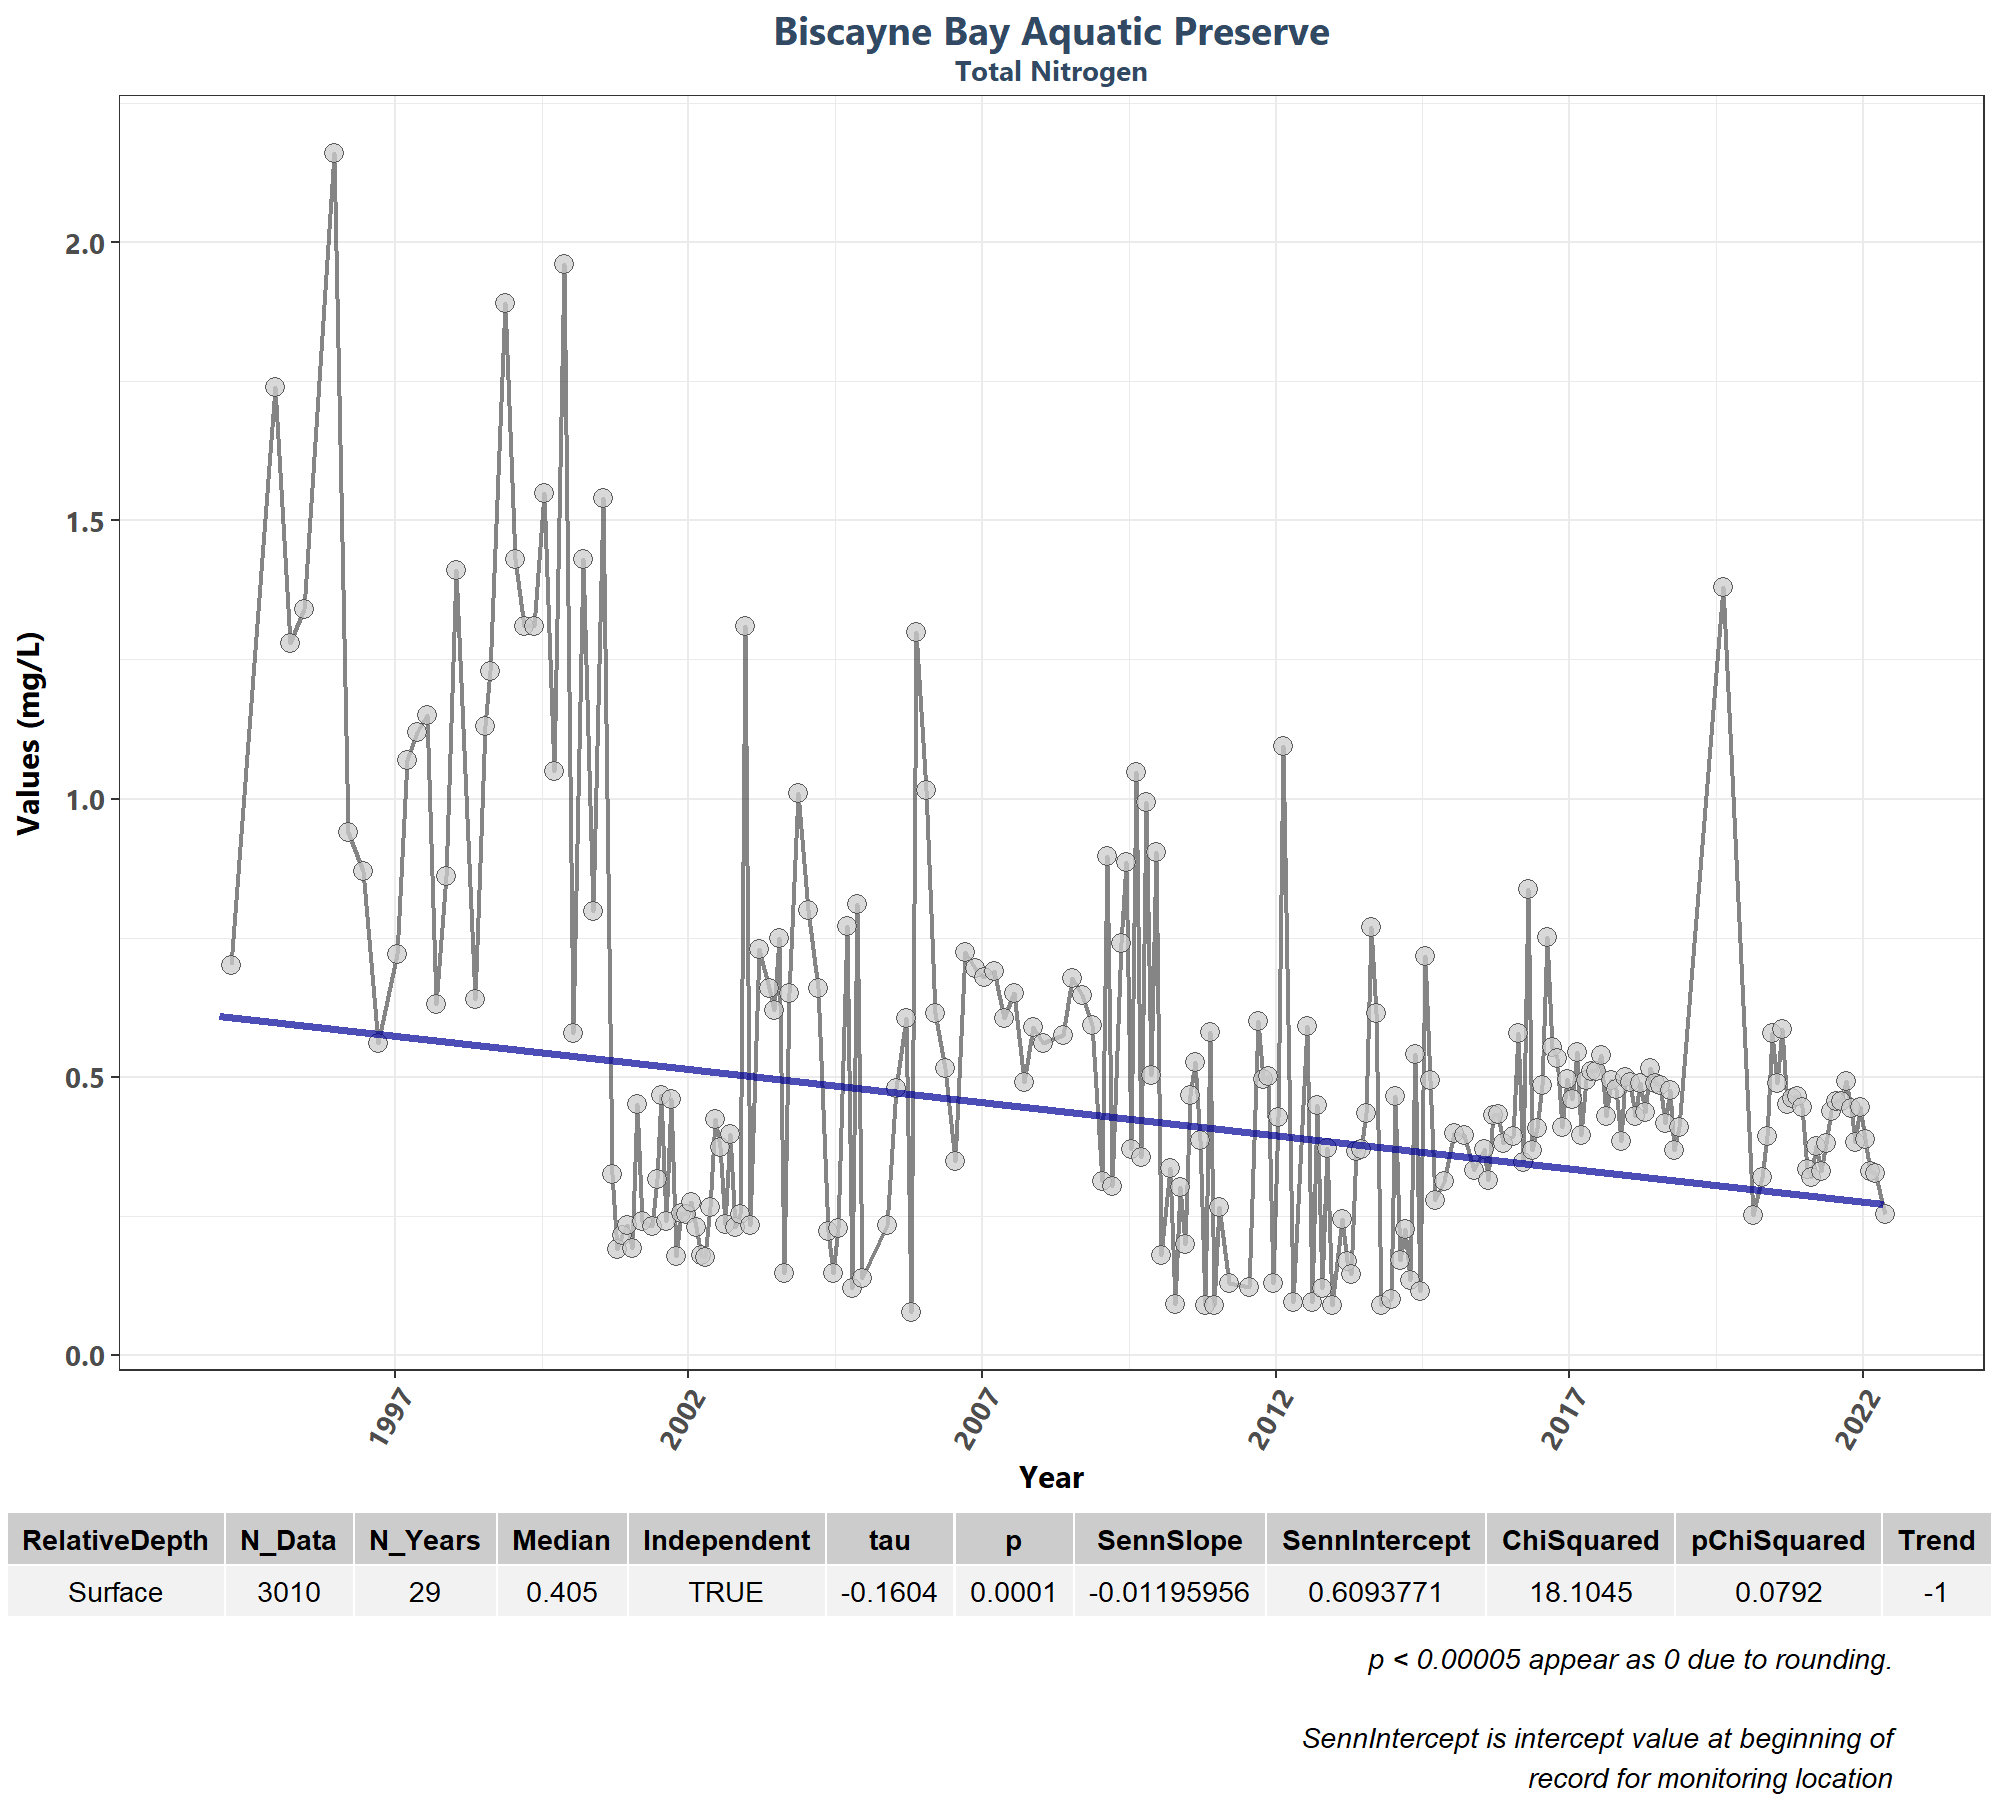 Biscayne Bay Aquatic Preserve
Total Nitrogen
Values (mg/L)
2.0
1.5
1.0
0.5
0.0
1997 2002 2007 2012 2017 2022
Year
RelativeDepth N_Data N_Years Median Independent tau p SennSlope SennIntercept ChiSquared pChiSquared Trend
Surface 3010 29 0.405 TRUE -0.1604 0.0001 -0.01195956 0.6093771 18.1045 0.0792 -1
p < 0.00005 appear as 0 due to rounding.
SennIntercept is intercept value at beginning of
record for monitoring location